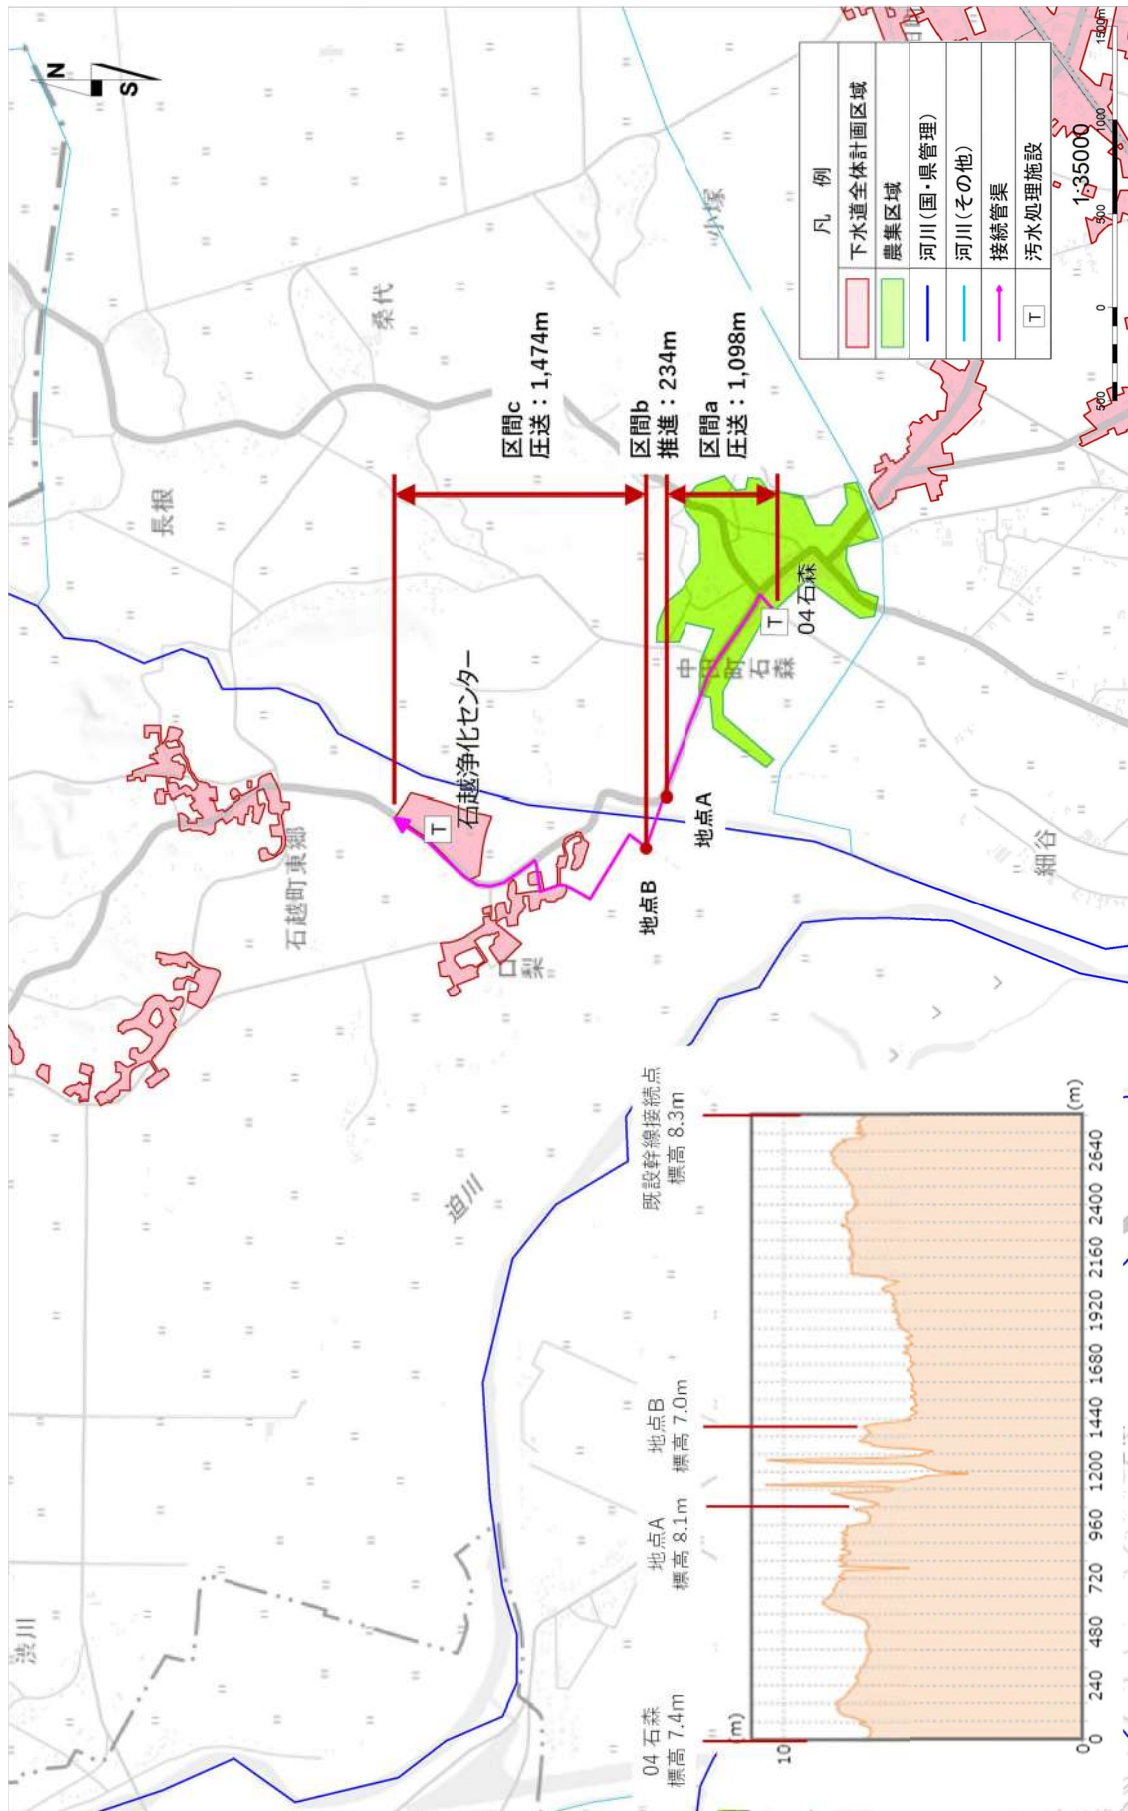 N
S
桑代
小塚
長根
区間c
圧送：1,474m
区間b
推進：234m
区間a
圧送：1,098m
石越浄化センター
T
石越町東郷
口梨
地点B
地点A
中田町石森
T
04石森
細谷
迫川
渋川
凡 例
下水道全体計画区域
農集区域
河川（国・県管理）
河川（その他）
接続管渠
T
汚水処理施設
1:35000
500
0
500
1000
1500m
04 石森
標高 7.4m
地点A
標高 8.1m
地点B
標高 7.0m
既設幹線接続点
標高 8.3m
(m)
10
0
0 240 480 720 960 1200 1440 1680 1920 2160 2400 2640
(m)